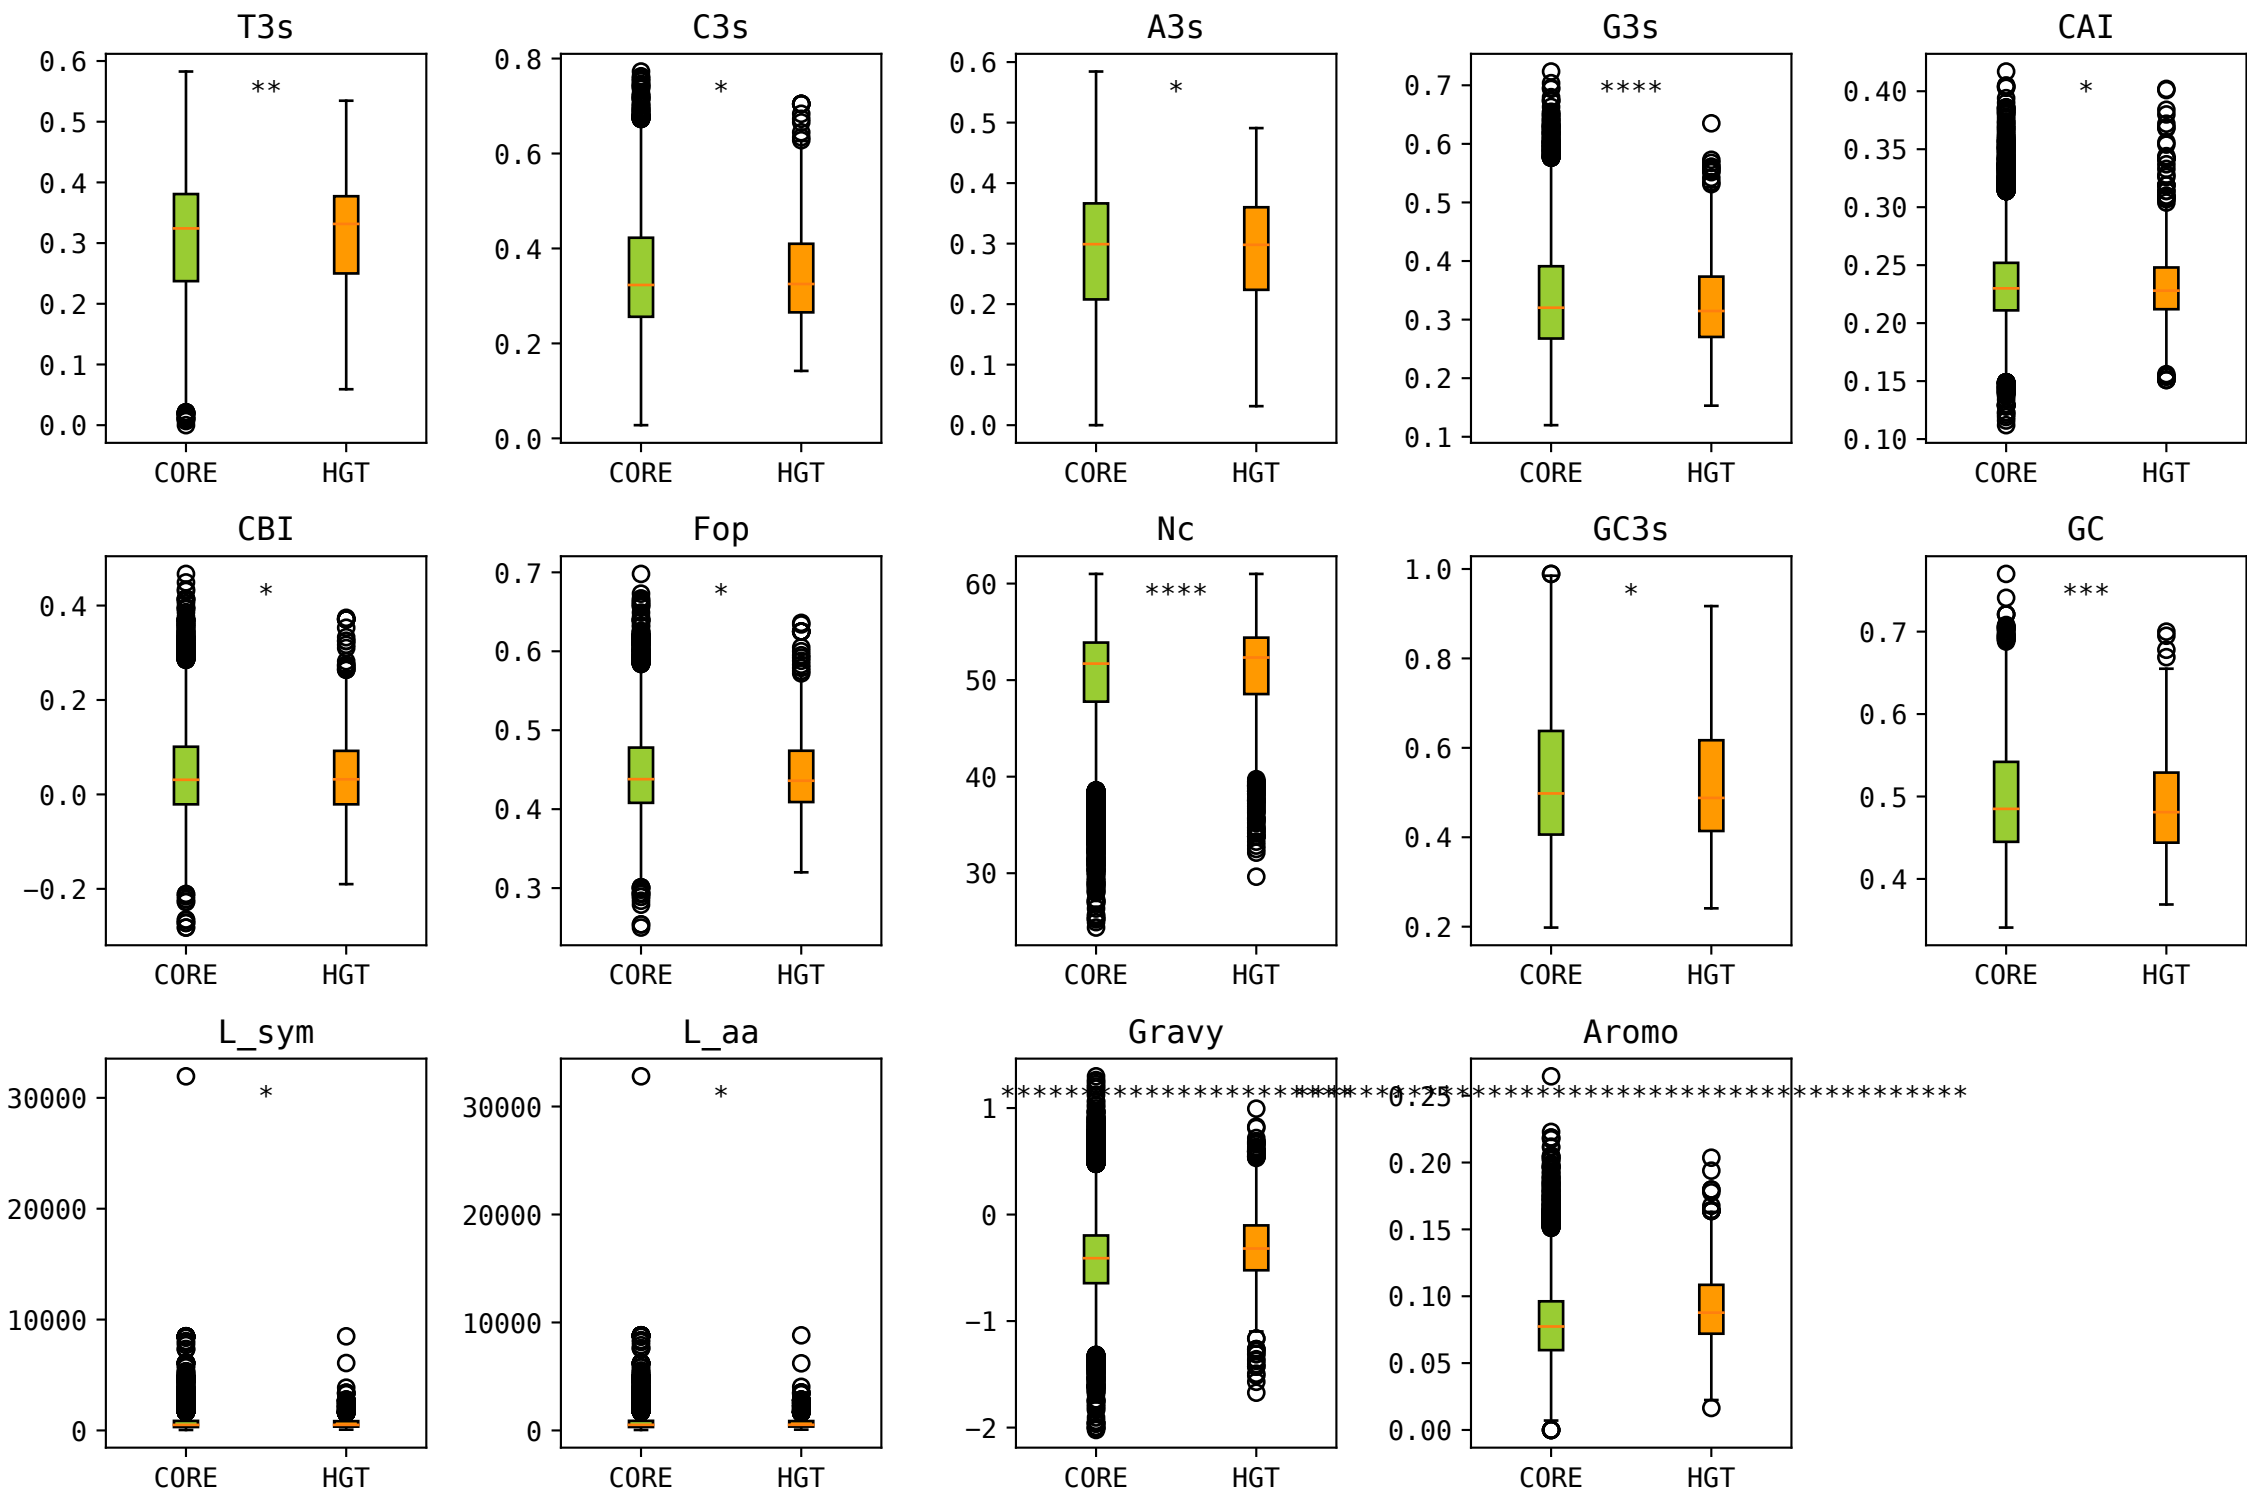 T3s C3s A3s G3s CAI
** * * **** *
0.6 0.5 0.4 0.3 0.2 0.1 0.0
0.8 0.6 0.4 0.2 0.0
0.6 0.5 0.4 0.3 0.2 0.1 0.0
0.7 0.6 0.5 0.4 0.3 0.2 0.1
0.40 0.35 0.30 0.25 0.20 0.15 0.10
CORE HGT CORE HGT CORE HGT CORE HGT CORE HGT
CBI Fop Nc GC3s GC
* * **** * ***
0.4 0.2 0.0 −0.2
0.7 0.6 0.5 0.4 0.3
60 50 40 30
1.0 0.8 0.6 0.4 0.2
0.7 0.6 0.5 0.4
CORE HGT CORE HGT CORE HGT CORE HGT CORE HGT
L_sym L_aa Gravy Aromo
* *
30000 20000 10000 0
30000 20000 10000 0
1 0 −1 −2
0.25 0.20 0.15 0.10 0.05 0.00
CORE HGT CORE HGT CORE HGT CORE HGT